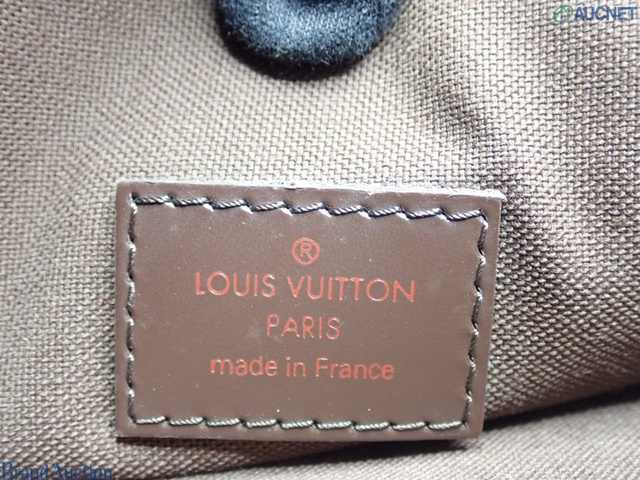 AUCNET
®
LOUIS VUITTON
PARIS
made in France
Brand Auction